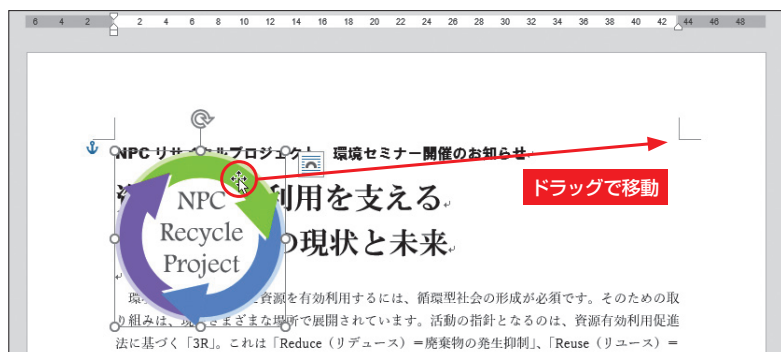 6 4 2 2 4 6 8 10 12 14 16 18 20 22 24 26 28 30 32 34 36 38 40 42 44 46 48
NPC リサイクルプロジェクト 環境セミナー開催のお知らせ
利用を支える
の現状と未来
NPC
Recycle
Project
ドラッグで移動
環 資源を有効利用するには、循環型社会の形成が必須です。そのための取
り組みは、現 さまざまな場所で展開されています。活動の指針となるのは、資源有効利用促進
法に基づく「3R」。これは「Reduce（リデュース）＝廃棄物の発生抑制」、「Reuse（リユース）＝